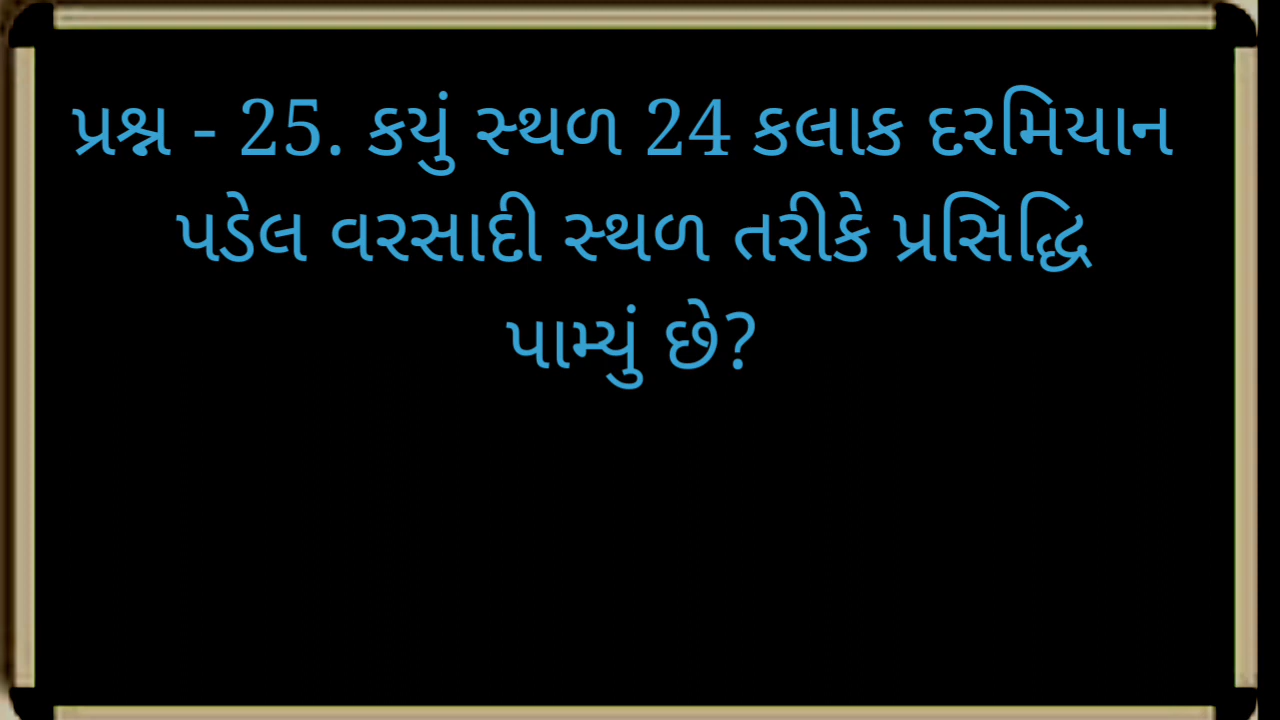 પ્રશ્ન - 25. કયું સ્થળ 24 કલાક દરમિયાન
પડેલ વરસાદી સ્થળ તરીકે પ્રસિદ્ધિ
પામ્યું છે?